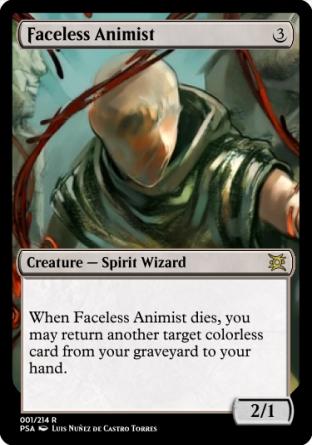 Faceless Animist 3
Creature — Spirit Wizard
When Faceless Animist dies, you
may return another target colorless
card from your graveyard to your
hand.
2/1
001/214 R
PSA Luis Nuñez de Castro Torres